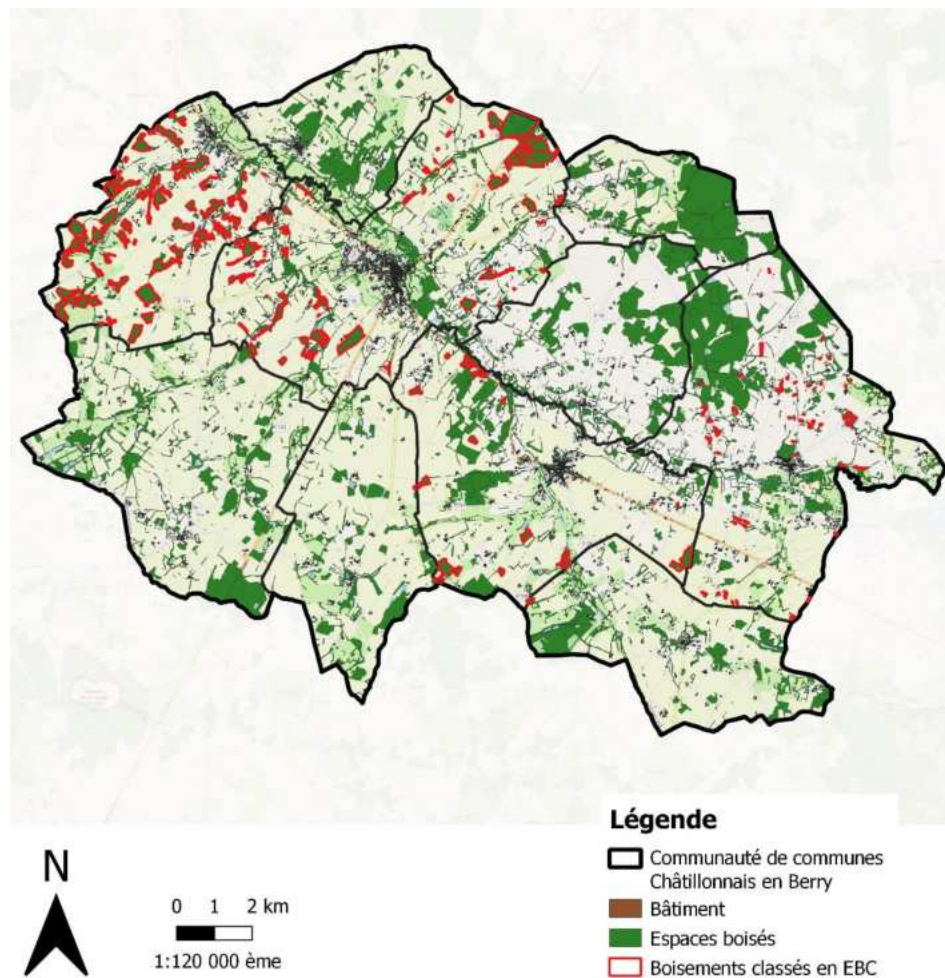 Légende
Communauté de communes
Châtillonnais en Berry
Bâtiment
Espaces boisés
Boisements classés en EBC
N
0 1 2 km
1:120 000 ème